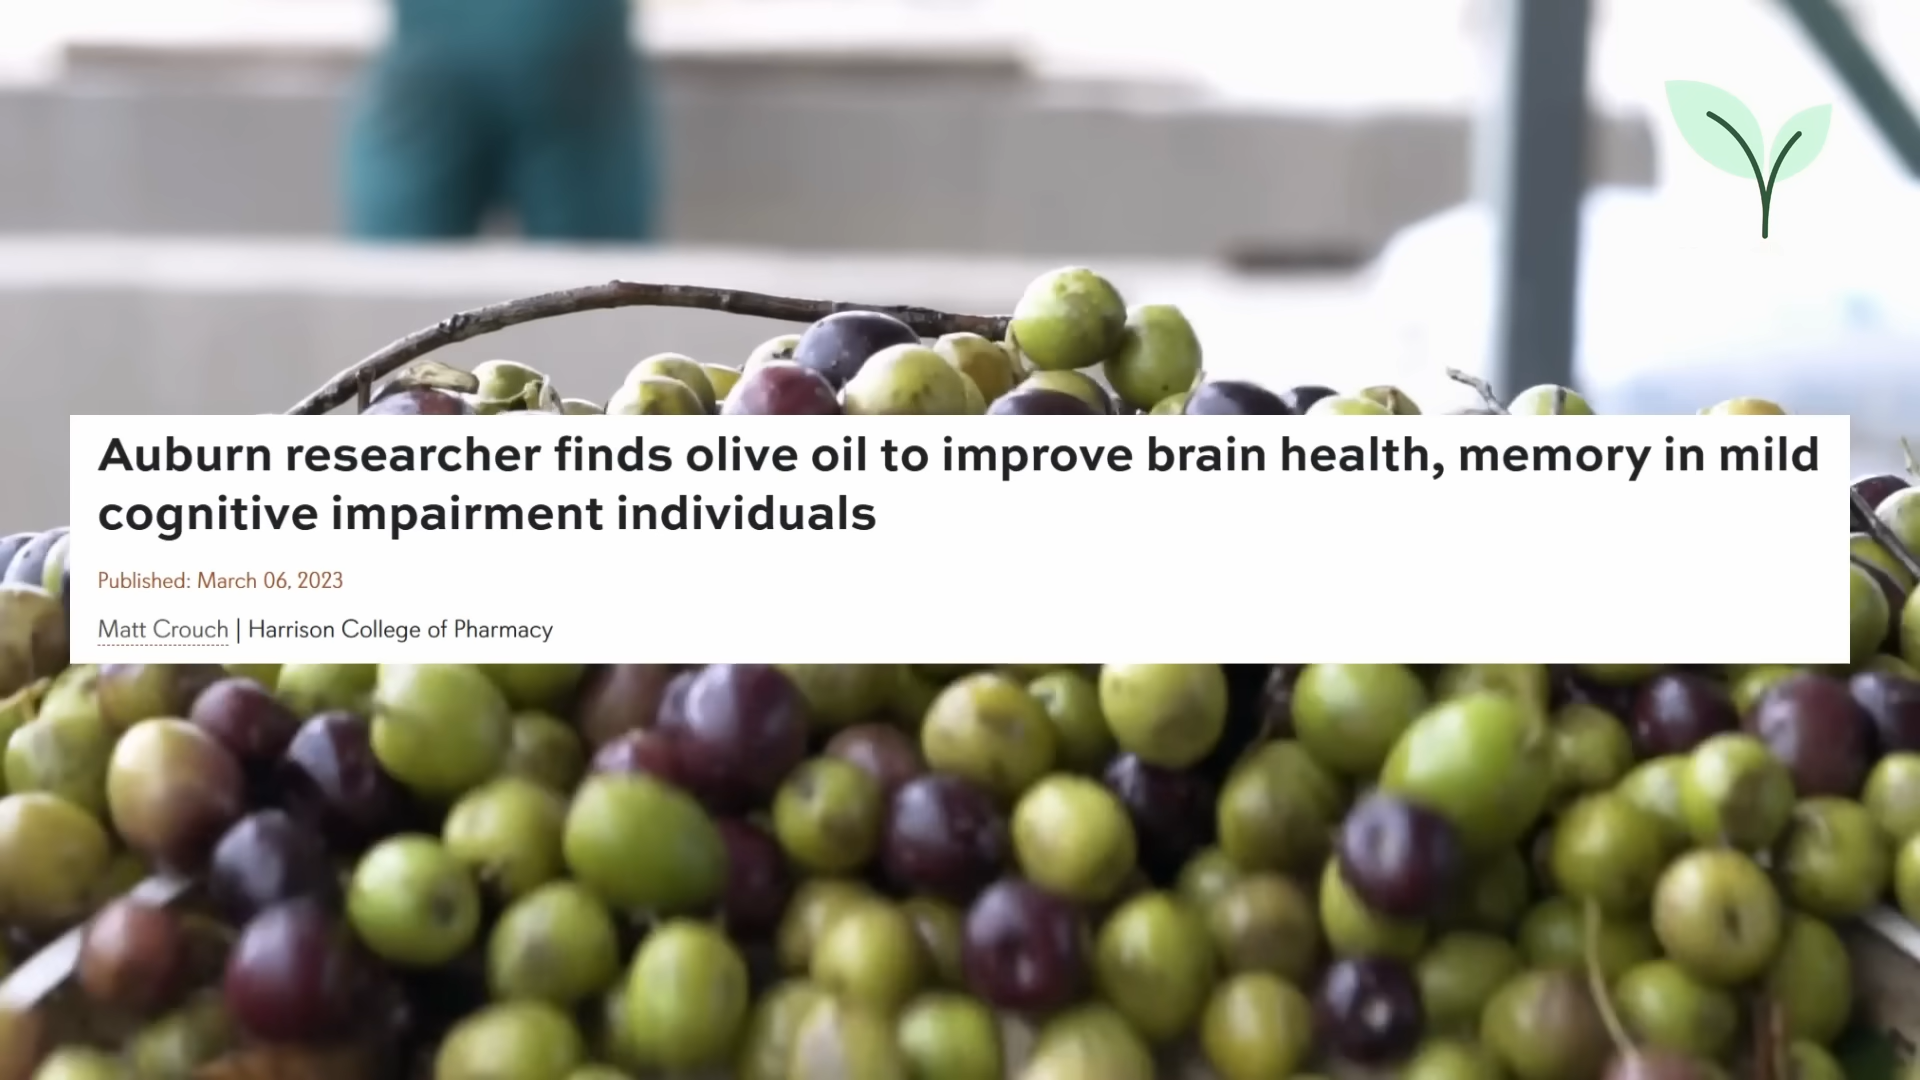 Auburn researcher finds olive oil to improve brain health, memory in mild
cognitive impairment individuals
Published: March 06, 2023
Matt Crouch | Harrison College of Pharmacy